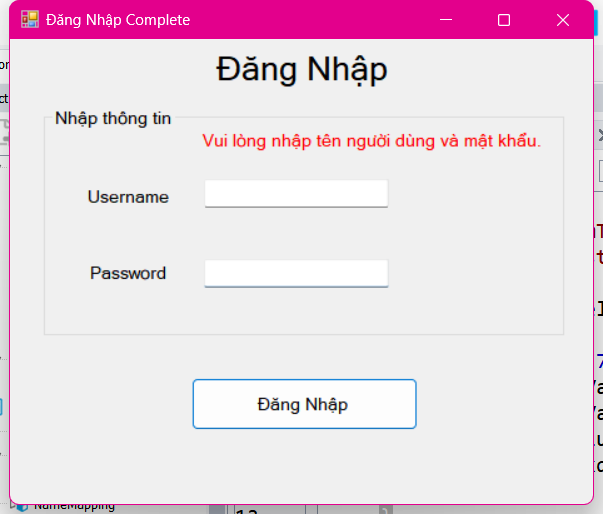 Đăng Nhập Complete
Đăng Nhập
Nhập thông tin
Vui lòng nhập tên người dùng và mật khẩu.
Username
Password
Đăng Nhập
NameMapping